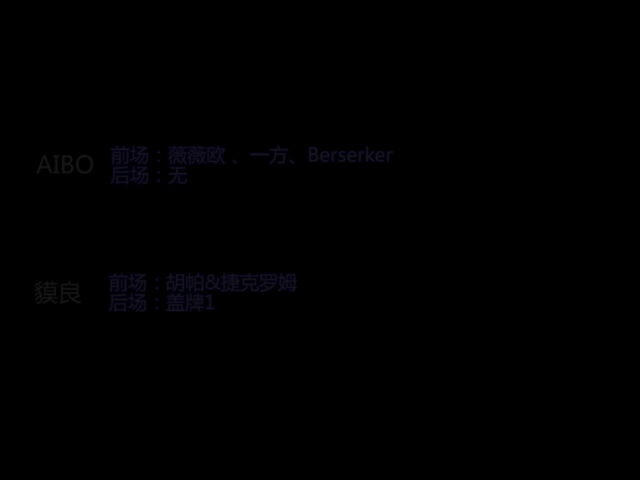 AIBO
前场：薇薇欧 、一方、Berserker
后场：无
貘良
前场：胡帕&捷克罗姆
后场：盖牌1